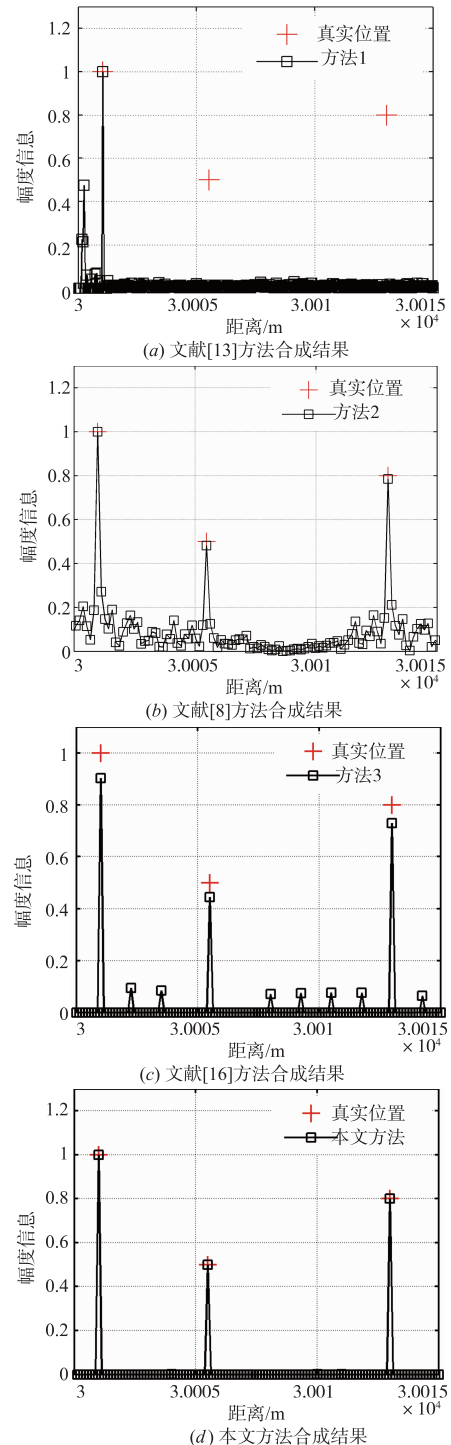 真实位置
方法1
1
0.8
0.6
0.4
0.2
0
幅度信息
3 3.0005 3.001 3.0015
距离/m × 10⁴
(a) 文献[13]方法合成结果
1.2
真实位置
方法2
1
0.8
0.6
0.4
0.2
0
幅度信息
3 3.0005 3.001 3.0015
距离/m × 10⁴
(b) 文献[8]方法合成结果
1
真实位置
方法3
0.8
0.6
0.4
0.2
0
幅度信息
3 3.0005 3.001 3.0015
距离/m × 10⁴
(c) 文献[16]方法合成结果
1.2
真实位置
本文方法
1
0.8
0.6
0.4
0.2
0
幅度信息
3 3.0005 3.001 3.0015
距离/m × 10⁴
(d) 本文方法合成结果